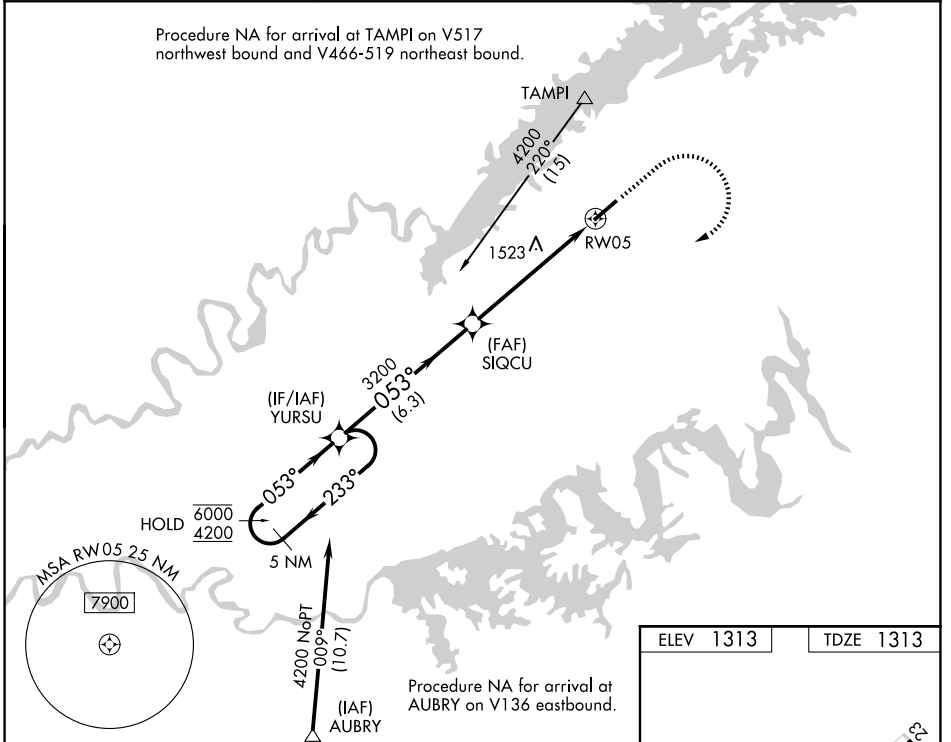 Procedure NA for arrival at TAMPI on V517
northwest bound and V466-519 northeast bound.
TAMPI
4200
220°
(15)
1523
RW05
(FAF)
SIQCU
3200
053°
(6.3)
(IF/IAF)
YURSU
053°
233°
HOLD
6000
4200
5 NM
MSA RW05 25 NM
7900
4200 NoPT
009°
(10.7)
(IAF)
AUBRY
Procedure NA for arrival at
AUBRY on V136 eastbound.
ELEV 1313
TDZE 1313
23